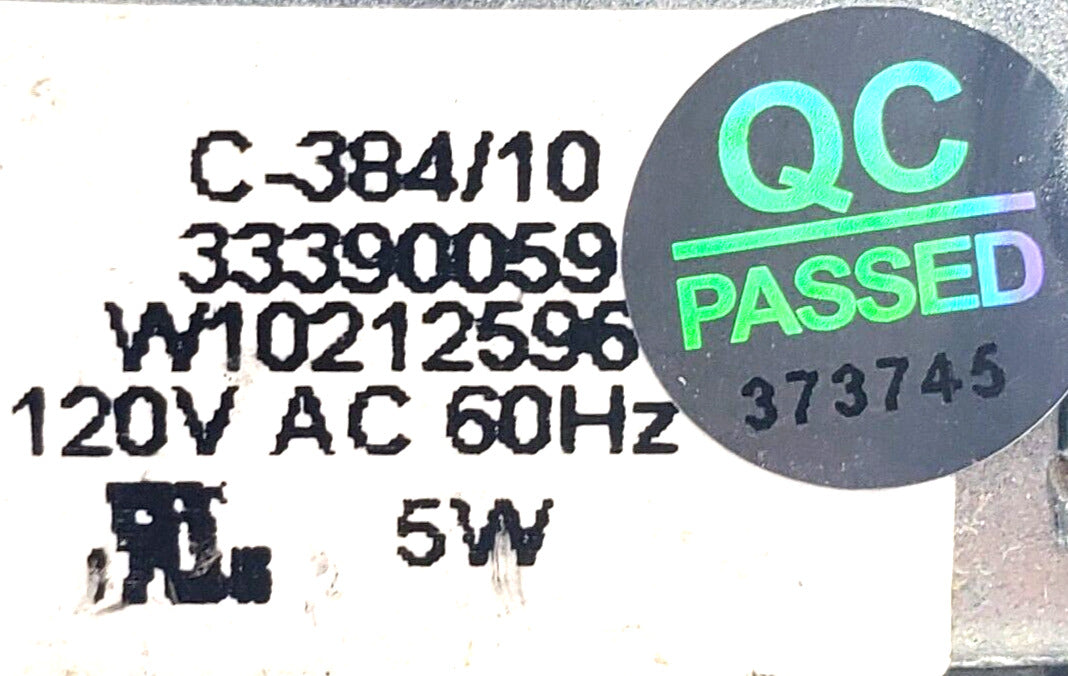 C-384/10
33390059
W10212596
120V AC 60Hz
5W
QC
PASSED
373745